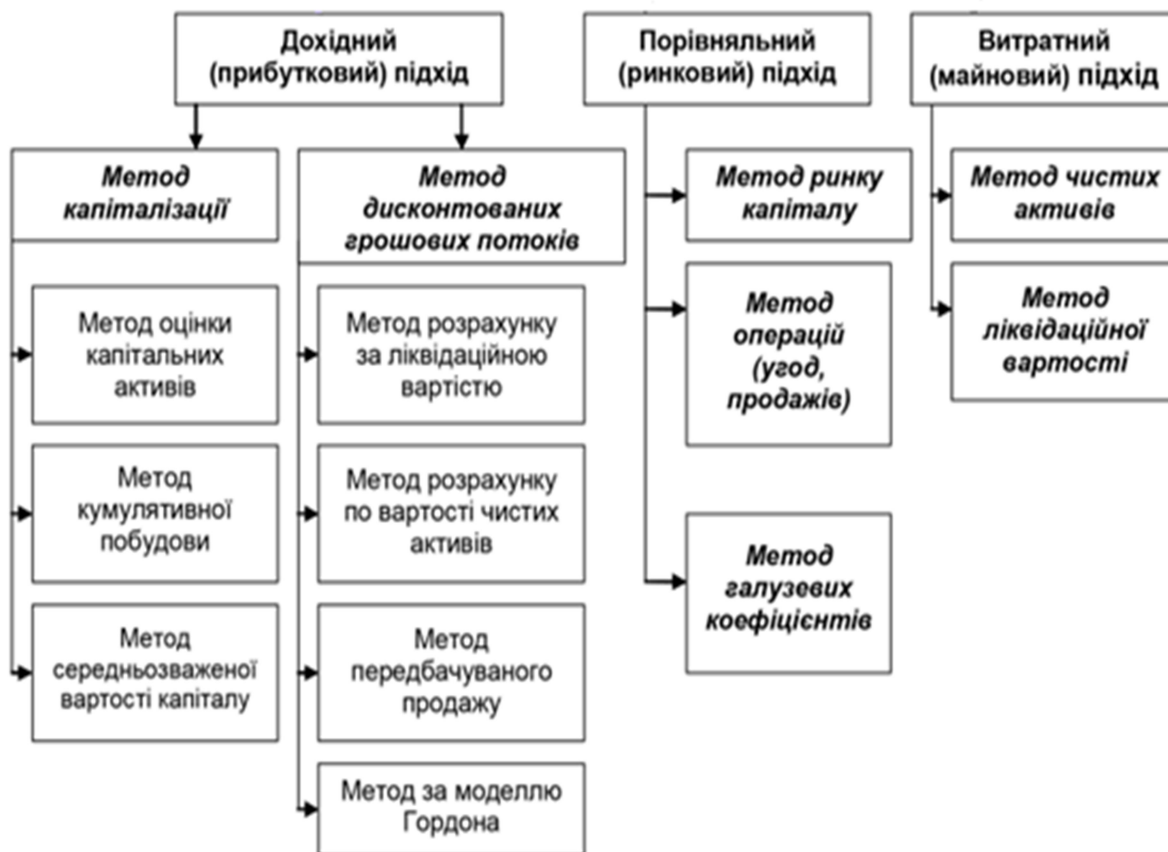 Дохідний
(прибутковий) підхід
Порівняльний
(ринковий) підхід
Витратний
(майновий) підхід
Метод
капіталізації
Метод
дисконтованих
грошових потоків
Метод ринку
капіталу
Метод чистих
активів
Метод оцінки
капітальних
активів
Метод розрахунку
за ліквідаційною
вартістю
Метод
операцій
(угод,
продажів)
Метод
ліквідаційної
вартості
Метод
кумулятивної
побудови
Метод розрахунку
по вартості чистих
активів
Метод
галузевих
коефіцієнтів
Метод
середньозваженої
вартості капіталу
Метод
передбачуваного
продажу
Метод за моделлю
Гордона